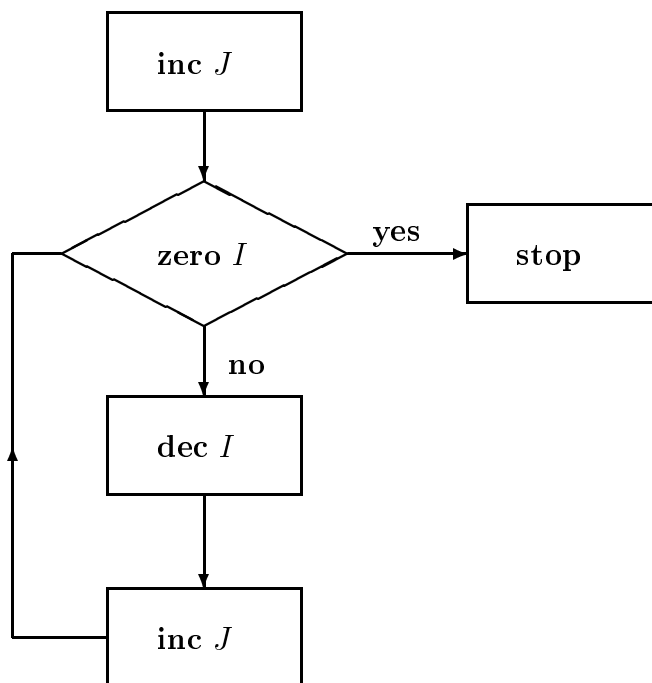 inc J
zero I
yes
stop
no
dec I
inc J